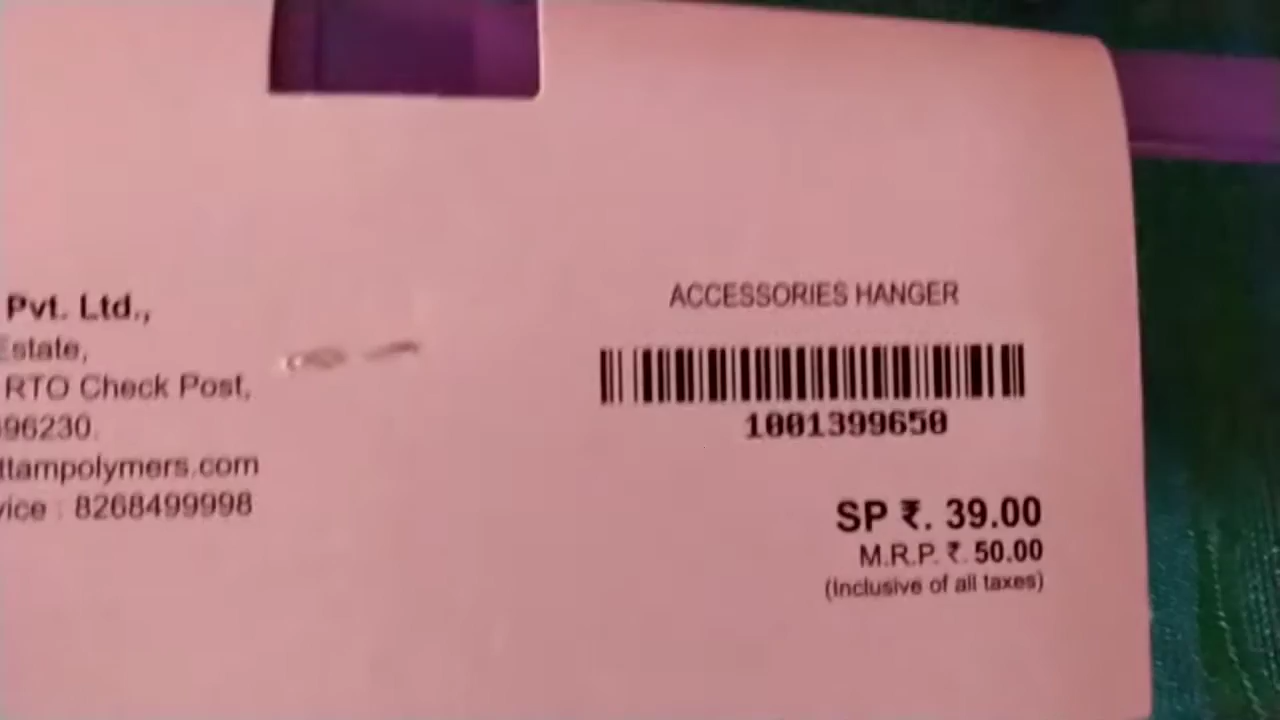 Pvt. Ltd.,
Estate,
RTO Check Post,
396230.
ttampolymers.com
vice : 8268499998
ACCESSORIES HANGER
1001399650
SP ₹. 39.00
M.R.P. ₹. 50.00
(Inclusive of all taxes)